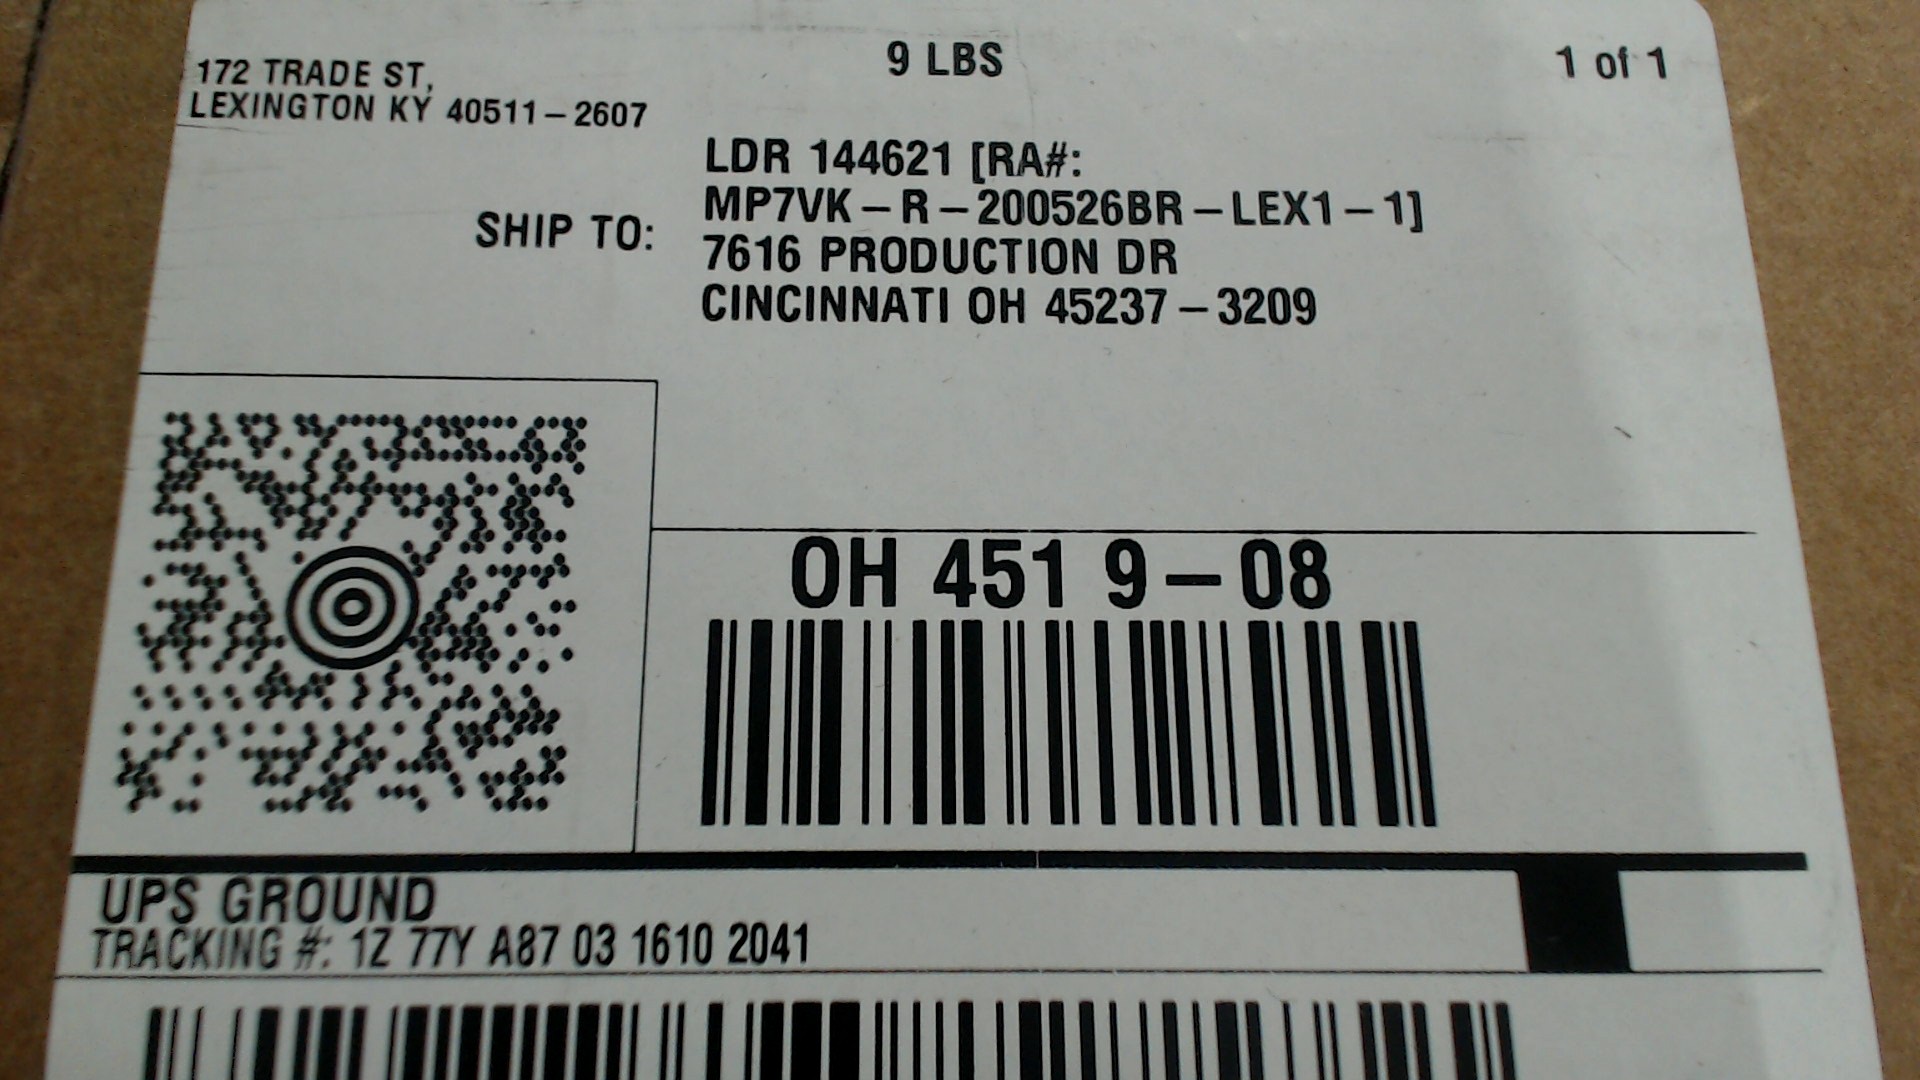 172 TRADE ST,
LEXINGTON KY 40511-2607
9 LBS
1 of 1
SHIP TO:
LDR 144621 [RA#:
MP7VK-R-200526BR-LEX1-1]
7616 PRODUCTION DR
CINCINNATI OH 45237-3209
OH 451 9-08
UPS GROUND
TRACKING #: 1Z 77Y A87 03 1610 2041